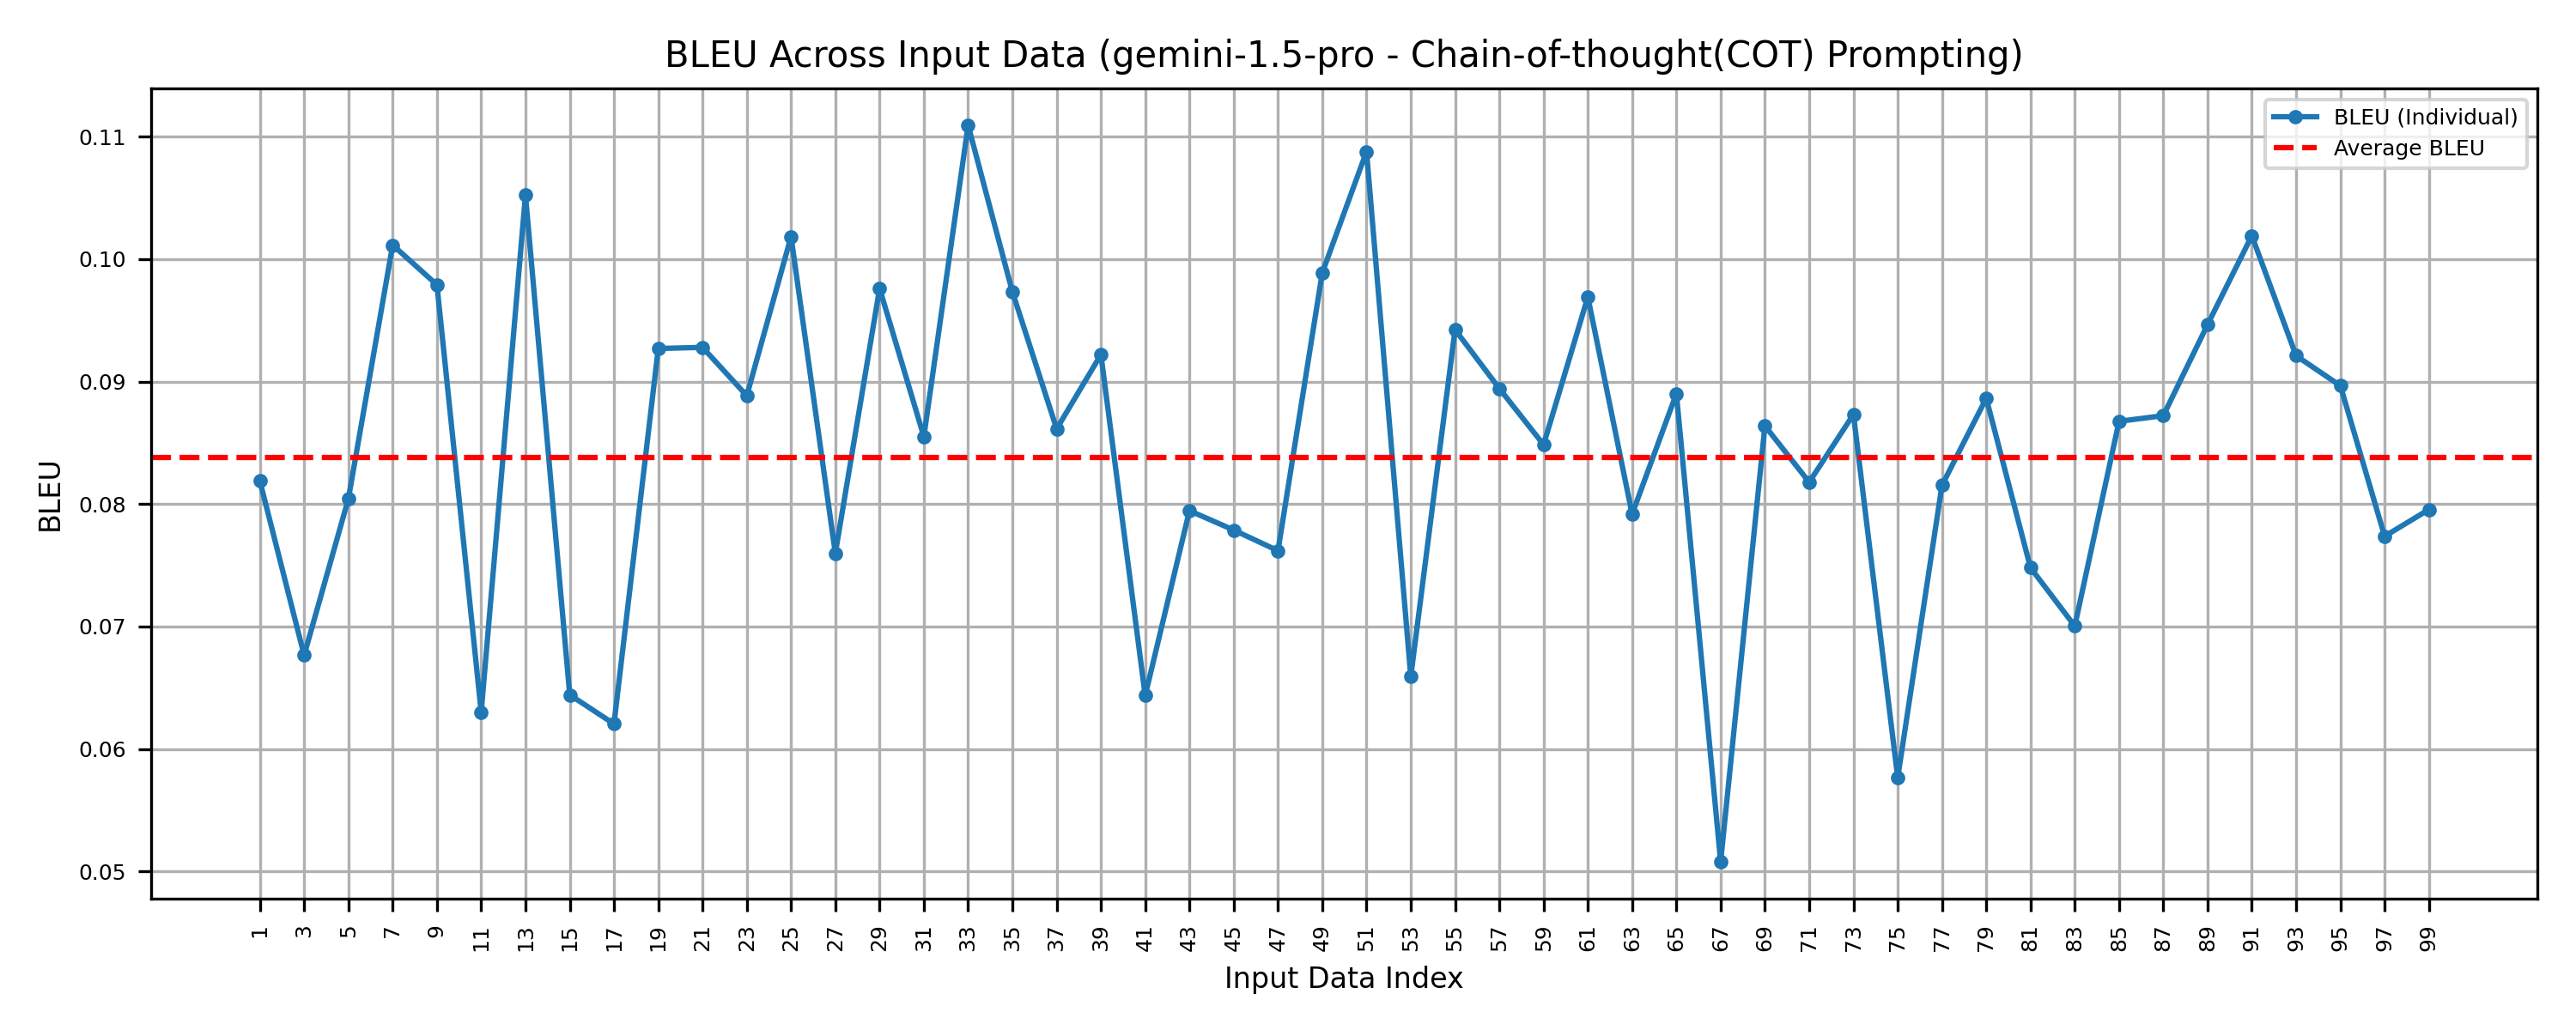 BLEU Across Input Data (gemini-1.5-pro - Chain-of-thought(COT) Prompting)
BLEU (Individual)
Average BLEU
0.11
0.10
0.09
0.08
0.07
0.06
0.05
BLEU
1 3 5 7 9 11 13 15 17 19 21 23 25 27 29 31 33 35 37 39 41 43 45 47 49 51 53 55 57 59 61 63 65 67 69 71 73 75 77 79 81 83 85 87 89 91 93 95 97 99
Input Data Index